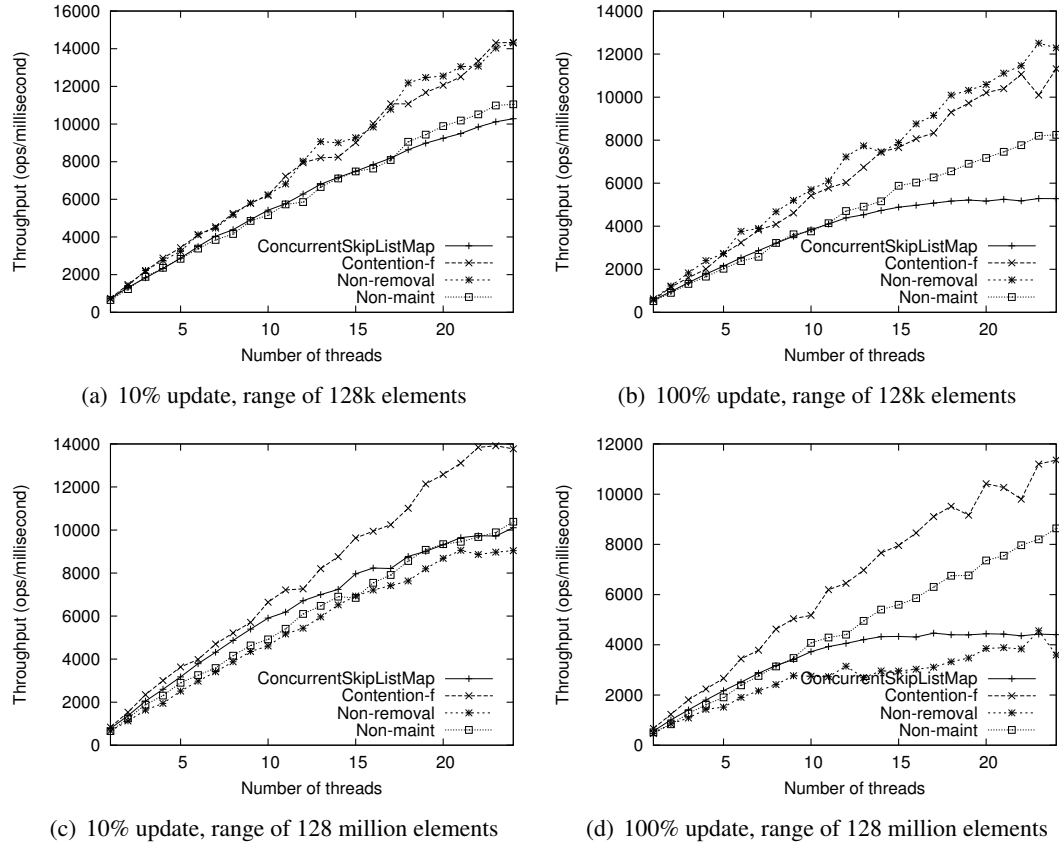 16000
14000
12000
10000
8000
6000
4000
2000
0
Throughput (ops/millisecond)
ConcurrentSkipListMap
Contention-f
Non-removal
Non-maint
5 10 15 20
Number of threads
(a) 10% update, range of 128k elements
16000
14000
12000
10000
8000
6000
4000
2000
0
Throughput (ops/millisecond)
ConcurrentSkipListMap
Contention-f
Non-removal
Non-maint
5 10 15 20
Number of threads
(b) 100% update, range of 128k elements
14000
12000
10000
8000
6000
4000
2000
0
Throughput (ops/millisecond)
ConcurrentSkipListMap
Contention-f
Non-removal
Non-maint
5 10 15 20
Number of threads
(c) 10% update, range of 128 million elements
12000
10000
8000
6000
4000
2000
0
Throughput (ops/millisecond)
ConcurrentSkipListMap
Contention-f
Non-removal
Non-maint
5 10 15 20
Number of threads
(d) 100% update, range of 128 million elements